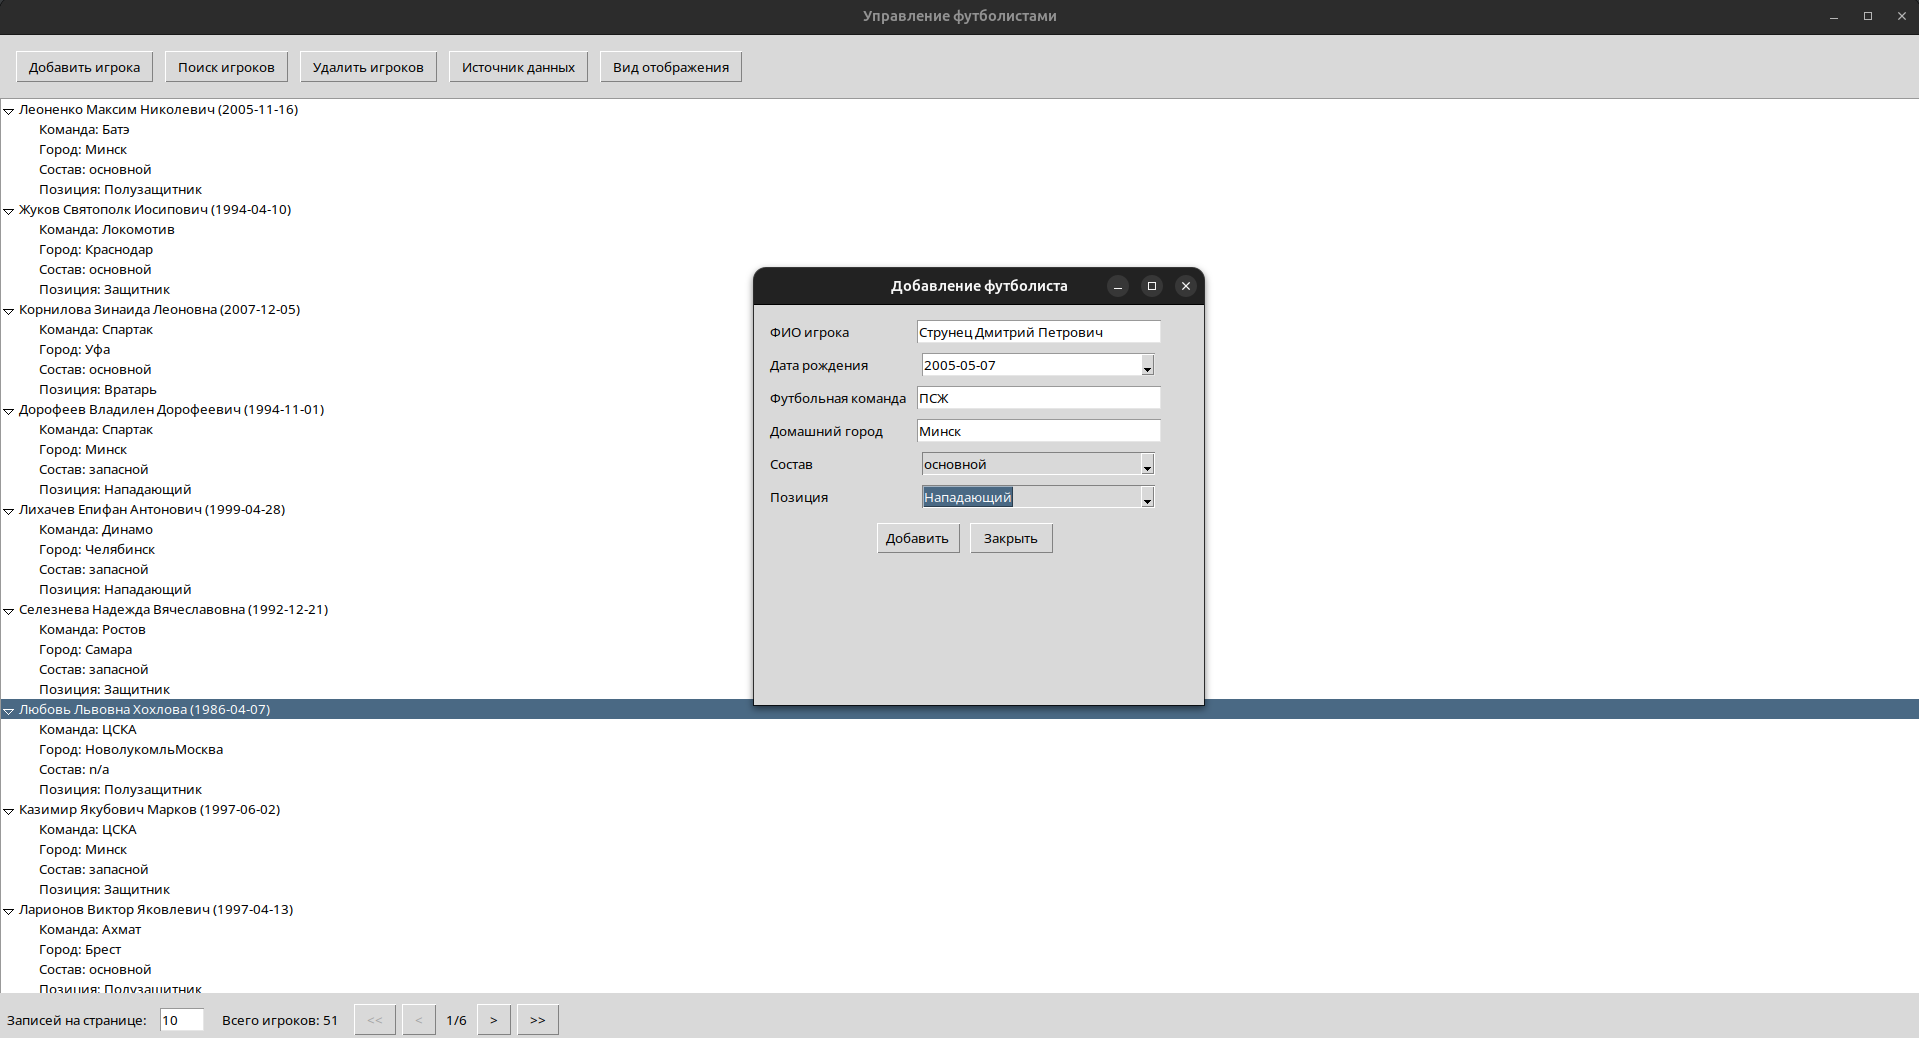 Управление футболистами
Добавить игрока Поиск игроков Удалить игроков Источник данных Вид отображения
Леоненко Максим Николевич (2005-11-16)
Команда: Батэ
Город: Минск
Состав: основной
Позиция: Полузащитник
Жуков Святополк Иосипович (1994-04-10)
Команда: Локомотив
Город: Краснодар
Состав: основной
Позиция: Защитник
Корнилова Зинаида Леоновна (2007-12-05)
Команда: Спартак
Город: Уфа
Состав: основной
Позиция: Вратарь
Дорофеев Владилен Дорофеевич (1994-11-01)
Команда: Спартак
Город: Минск
Состав: запасной
Позиция: Нападающий
Лихачев Епифан Антонович (1999-04-28)
Команда: Динамо
Город: Челябинск
Состав: запасной
Позиция: Нападающий
Селезнева Надежда Вячеславовна (1992-12-21)
Команда: Ростов
Город: Самара
Состав: запасной
Позиция: Защитник
Любовь Львовна Хохлова (1986-04-07)
Команда: ЦСКА
Город: НоволукомльМосква
Состав: n/a
Позиция: Полузащитник
Казимир Якубович Марков (1997-06-02)
Команда: ЦСКА
Город: Минск
Состав: запасной
Позиция: Защитник
Ларионов Виктор Яковлевич (1997-04-13)
Команда: Ахмат
Город: Брест
Состав: основной
Позиция: Полузащитник
Добавление футболиста
ФИО игрока Струнец Дмитрий Петрович
Дата рождения 2005-05-07
Футбольная команда ПСЖ
Домашний город Минск
Состав основной
Позиция Нападающий
Добавить Закрыть
Записей на странице: 10 Всего игроков: 51 << < 1/6 > >>